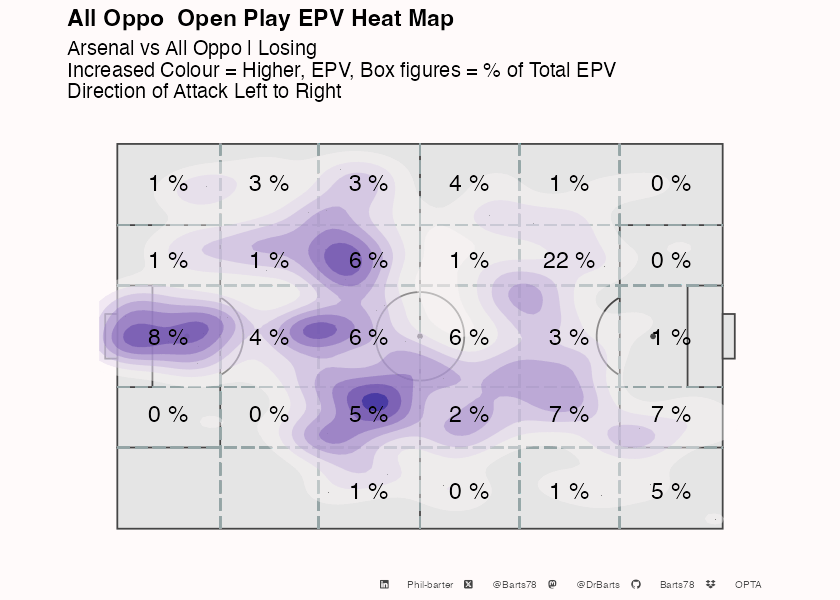 All Oppo  Open Play EPV Heat Map
Arsenal vs All Oppo | Losing
Increased Colour = Higher, EPV, Box figures = % of Total EPV
Direction of Attack Left to Right
1 % 3 % 3 % 4 % 1 % 0 %
1 % 1 % 6 % 1 % 22 % 0 %
8 % 4 % 6 % 6 % 3 % 1 %
0 % 0 % 5 % 2 % 7 % 7 %
1 % 0 % 1 % 5 %
Phil-barter @Barts78 @DrBarts Barts78 OPTA